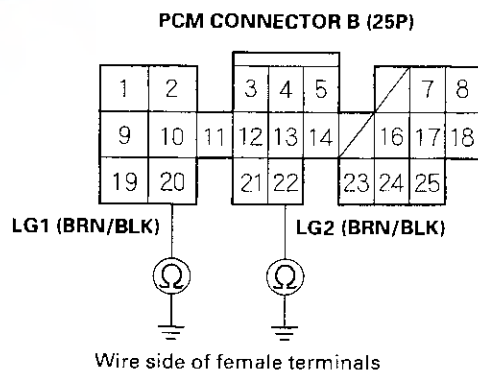 PCM CONNECTOR B (25P)
1 2 3 4 5 7 8
9 10 11 12 13 14 16 17 18
19 20 21 22 23 24 25
LG1 (BRN/BLK) LG2 (BRN/BLK)
Ω Ω
Wire side of female terminals